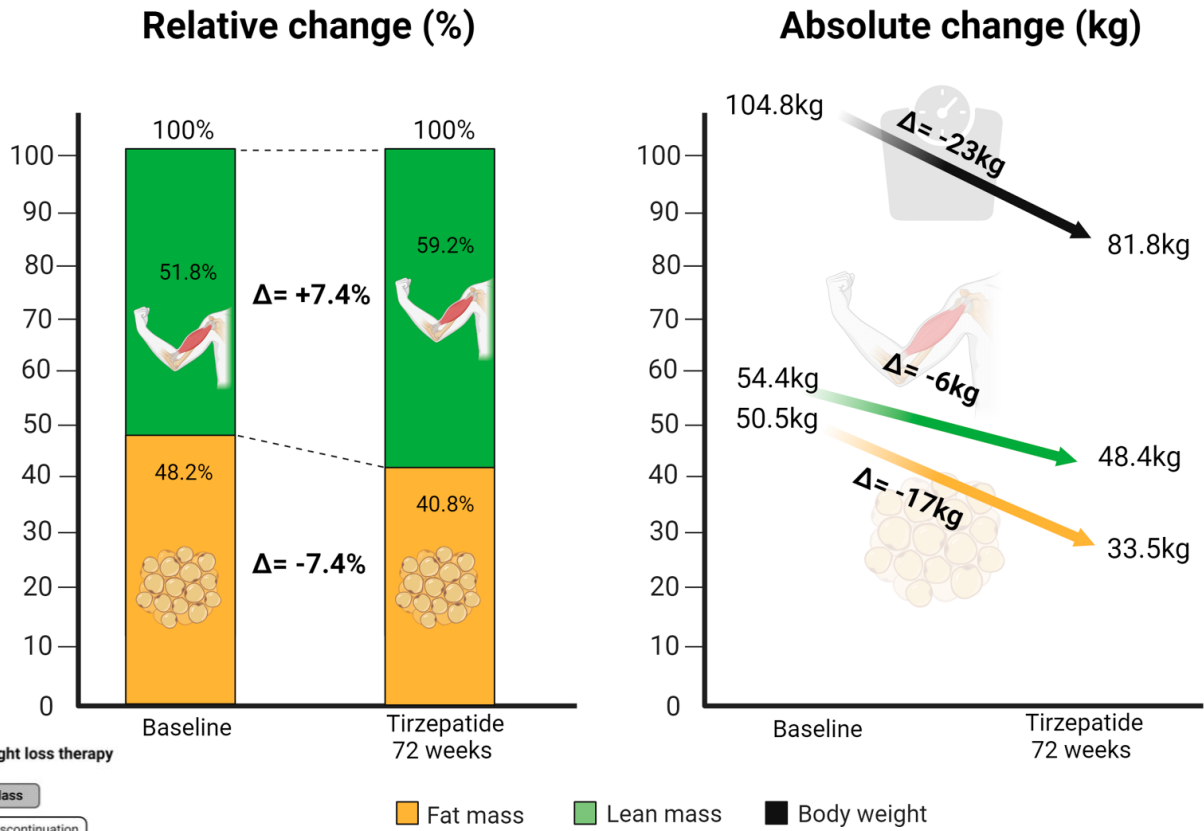 Relative change (%)
100%
100%
100
90
80
70
60
50
40
30
20
10
0
51.8%
59.2%
Δ= +7.4%
48.2%
40.8%
Δ= -7.4%
Baseline
Tirzepatide
72 weeks
Absolute change (kg)
104.8kg
Δ= -23kg
81.8kg
100
90
80
70
60
50
40
30
20
10
0
54.4kg
Δ= -6kg
48.4kg
50.5kg
Δ= -17kg
33.5kg
Baseline
Tirzepatide
72 weeks
loss therapy
Fat mass
Lean mass
Body weight